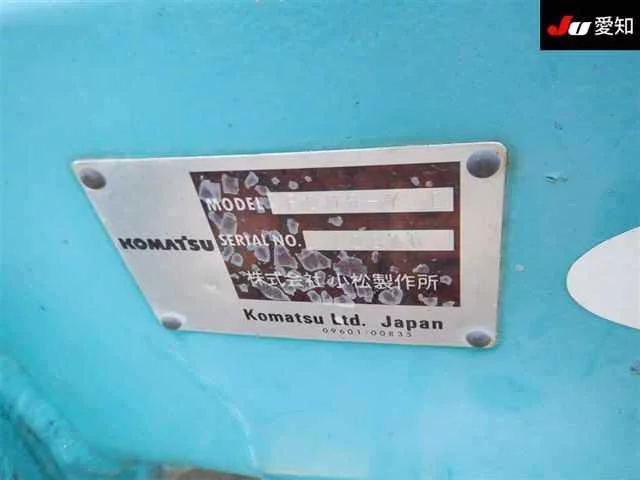 JU 愛知
MODEL
KOMATSU
SERIAL NO.
株式会社 小松製作所
Komatsu Ltd. Japan
09601-00835